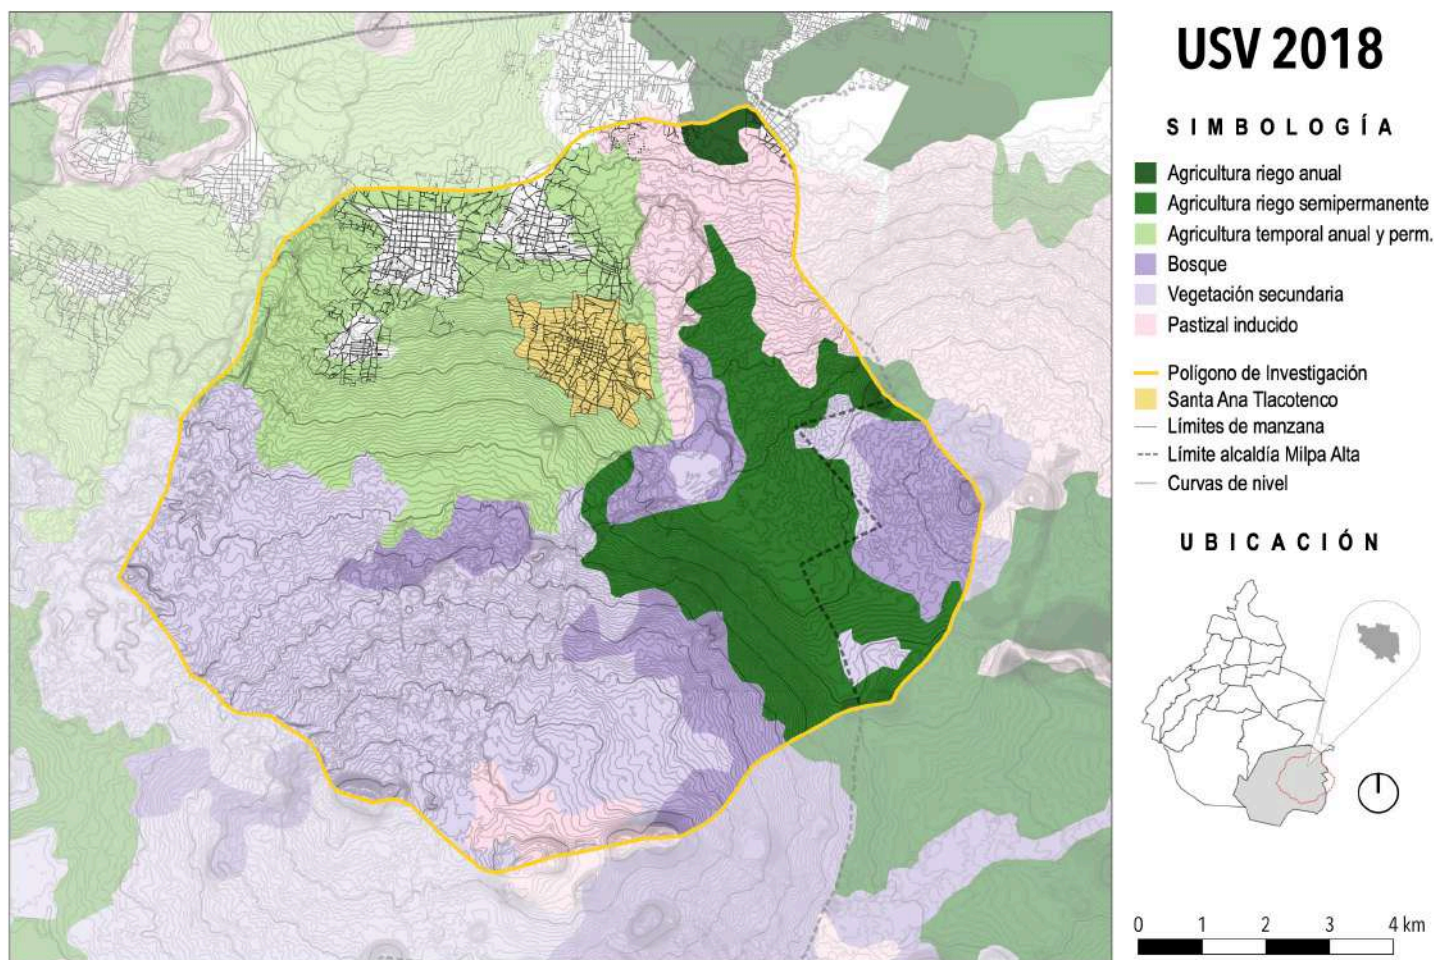 USV 2018
SIMBOLOGÍA
Agricultura riego anual
Agricultura riego semipermanente
Agricultura temporal anual y perm.
Bosque
Vegetación secundaria
Pastizal inducido
Polígono de Investigación
Santa Ana Tlacotenco
Límites de manzana
Límite alcaldía Milpa Alta
Curvas de nivel
UBICACIÓN
0 1 2 3 4 km